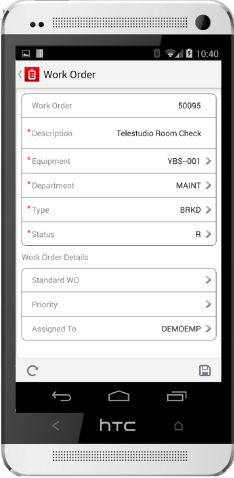 10:40
Work Order
Work Order 50095
*Description Telestudio Room Check
*Equipment YBS--001
*Department MAINT
*Type BRKD
*Status R
Work Order Details
Standard WO
Priority
Assigned To DEMOEMP
hTC